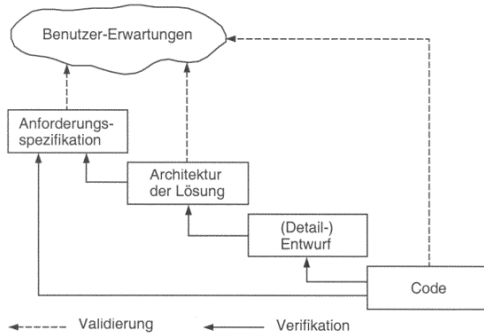 Benutzer-Erwartungen
Anforderungs-
spezifikation
Architektur
der Lösung
(Detail-)
Entwurf
Code
Validierung
Verifikation